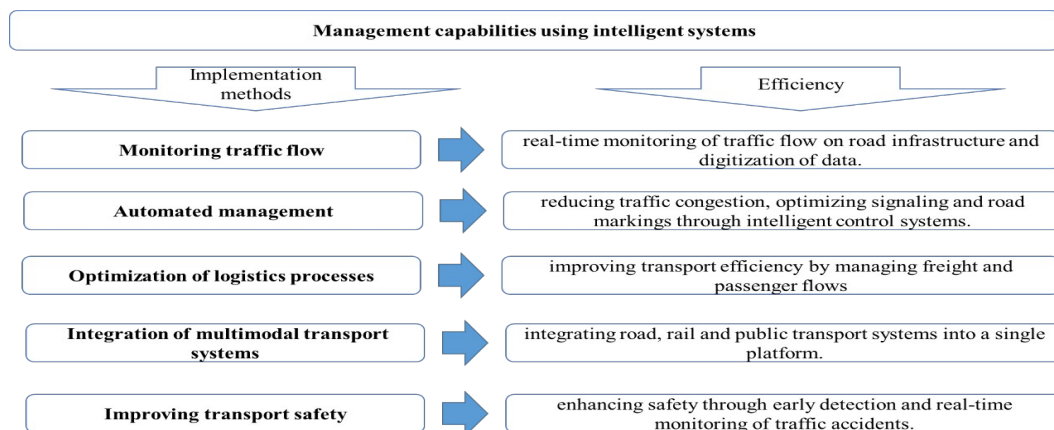 Management capabilities using intelligent systems
Implementation
methods
Efficiency
Monitoring traffic flow
real-time monitoring of traffic flow on road infrastructure and
digitization of data.
Automated management
reducing traffic congestion, optimizing signaling and road
markings through intelligent control systems.
Optimization of logistics processes
improving transport efficiency by managing freight and
passenger flows
Integration of multimodal transport
systems
integrating road, rail and public transport systems into a single
platform.
Improving transport safety
enhancing safety through early detection and real-time
monitoring of traffic accidents.